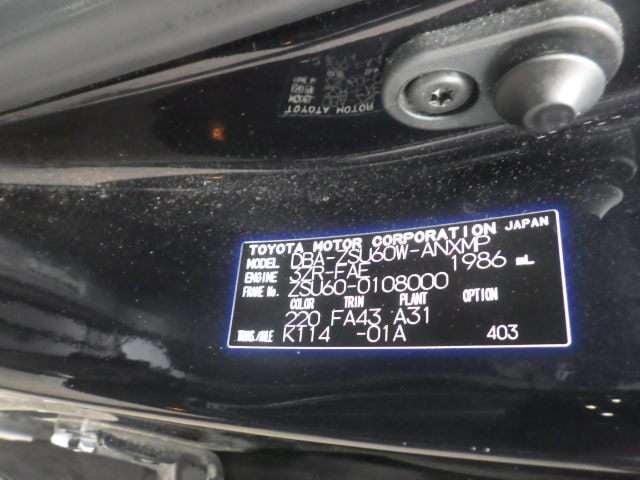 TOYOTA MOTOR CORPORATION JAPAN
MODEL DBA-ZSU60W-ANXMP
ENGINE 3ZR-FAE 1986 mL
FRAME No. ZSU60-0108000
COLOR TRIM PLANT OPTION
220 FA43 A31
TRANS./AXLE K114 -01A 403